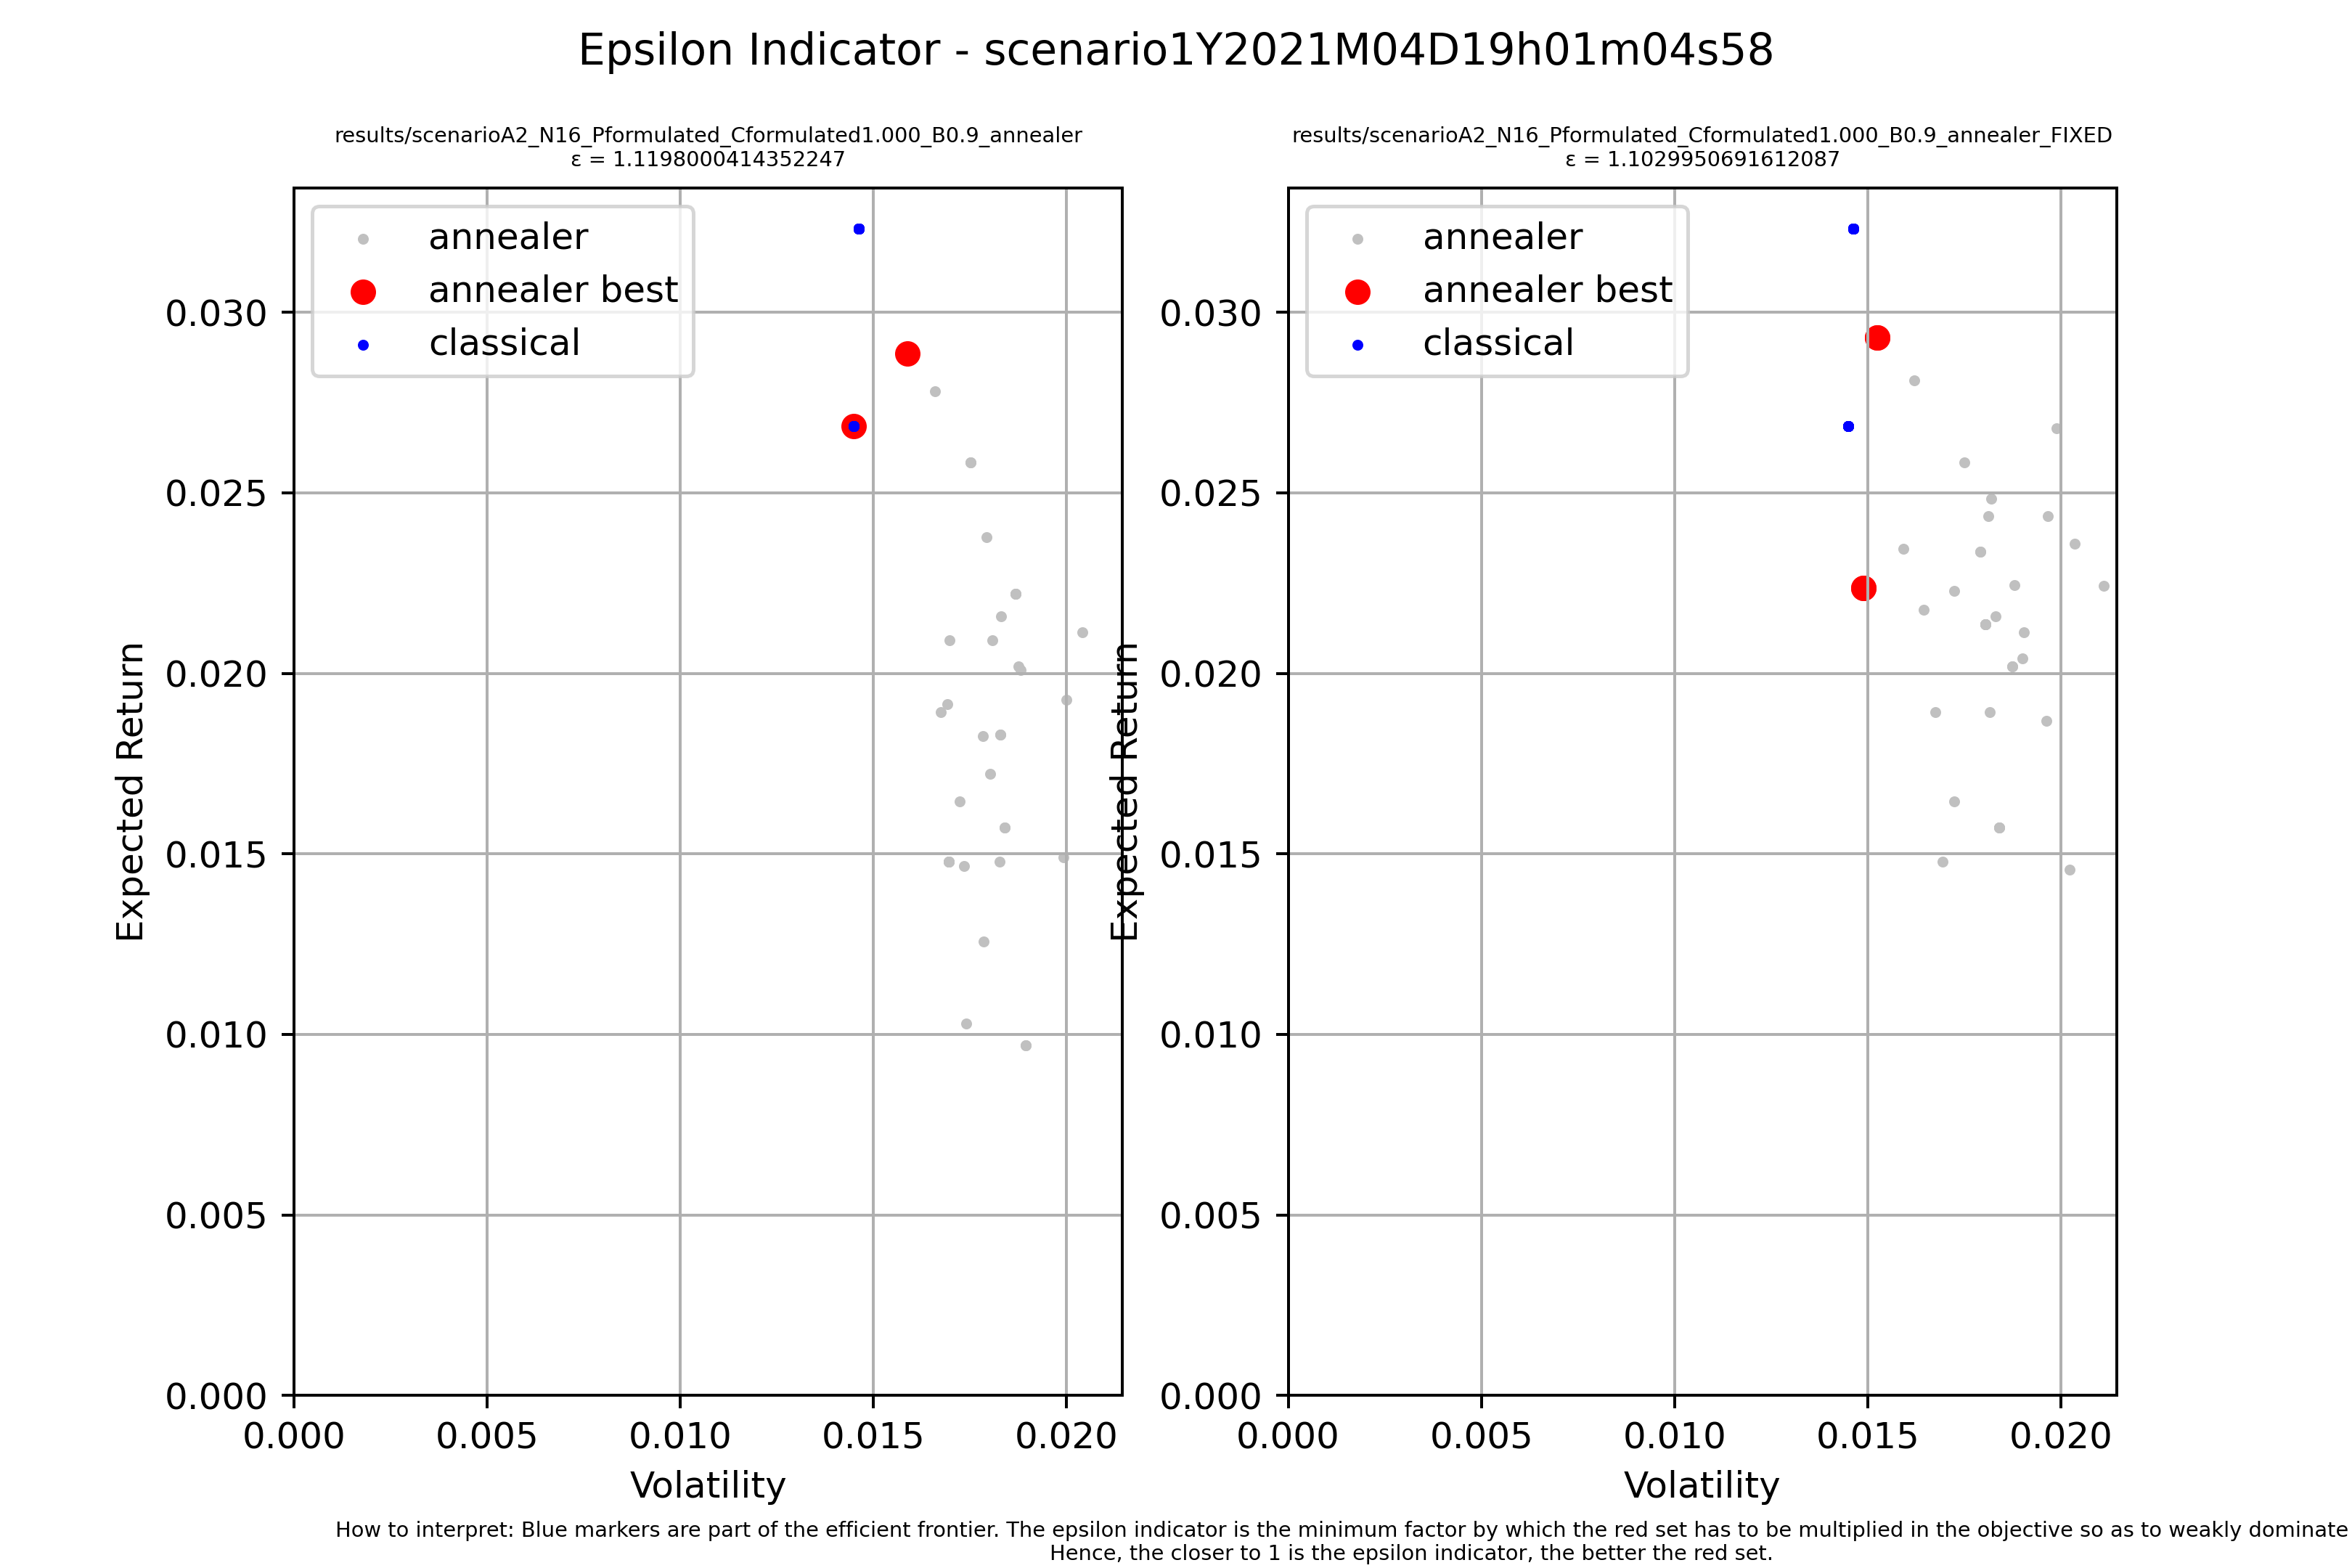 Epsilon Indicator - scenario1Y2021M04D19h01m04s58
results/scenarioA2_N16_Pformulated_Cformulated1.000_B0.9_annealer
ε = 1.1198000414352247
annealer
annealer best
classical
0.030
0.025
0.020
0.015
0.010
0.005
0.000
Expected Return
0.000 0.005 0.010 0.015 0.020
Volatility
results/scenarioA2_N16_Pformulated_Cformulated1.000_B0.9_annealer_FIXED
ε = 1.1029950691612087
annealer
annealer best
classical
0.030
0.025
0.020
0.015
0.010
0.005
0.000
Expected Return
0.000 0.005 0.010 0.015 0.020
Volatility
How to interpret: Blue markers are part of the efficient frontier. The epsilon indicator is the minimum factor by which the red set has to be multiplied in the objective so as to weakly dominate
Hence, the closer to 1 is the epsilon indicator, the better the red set.